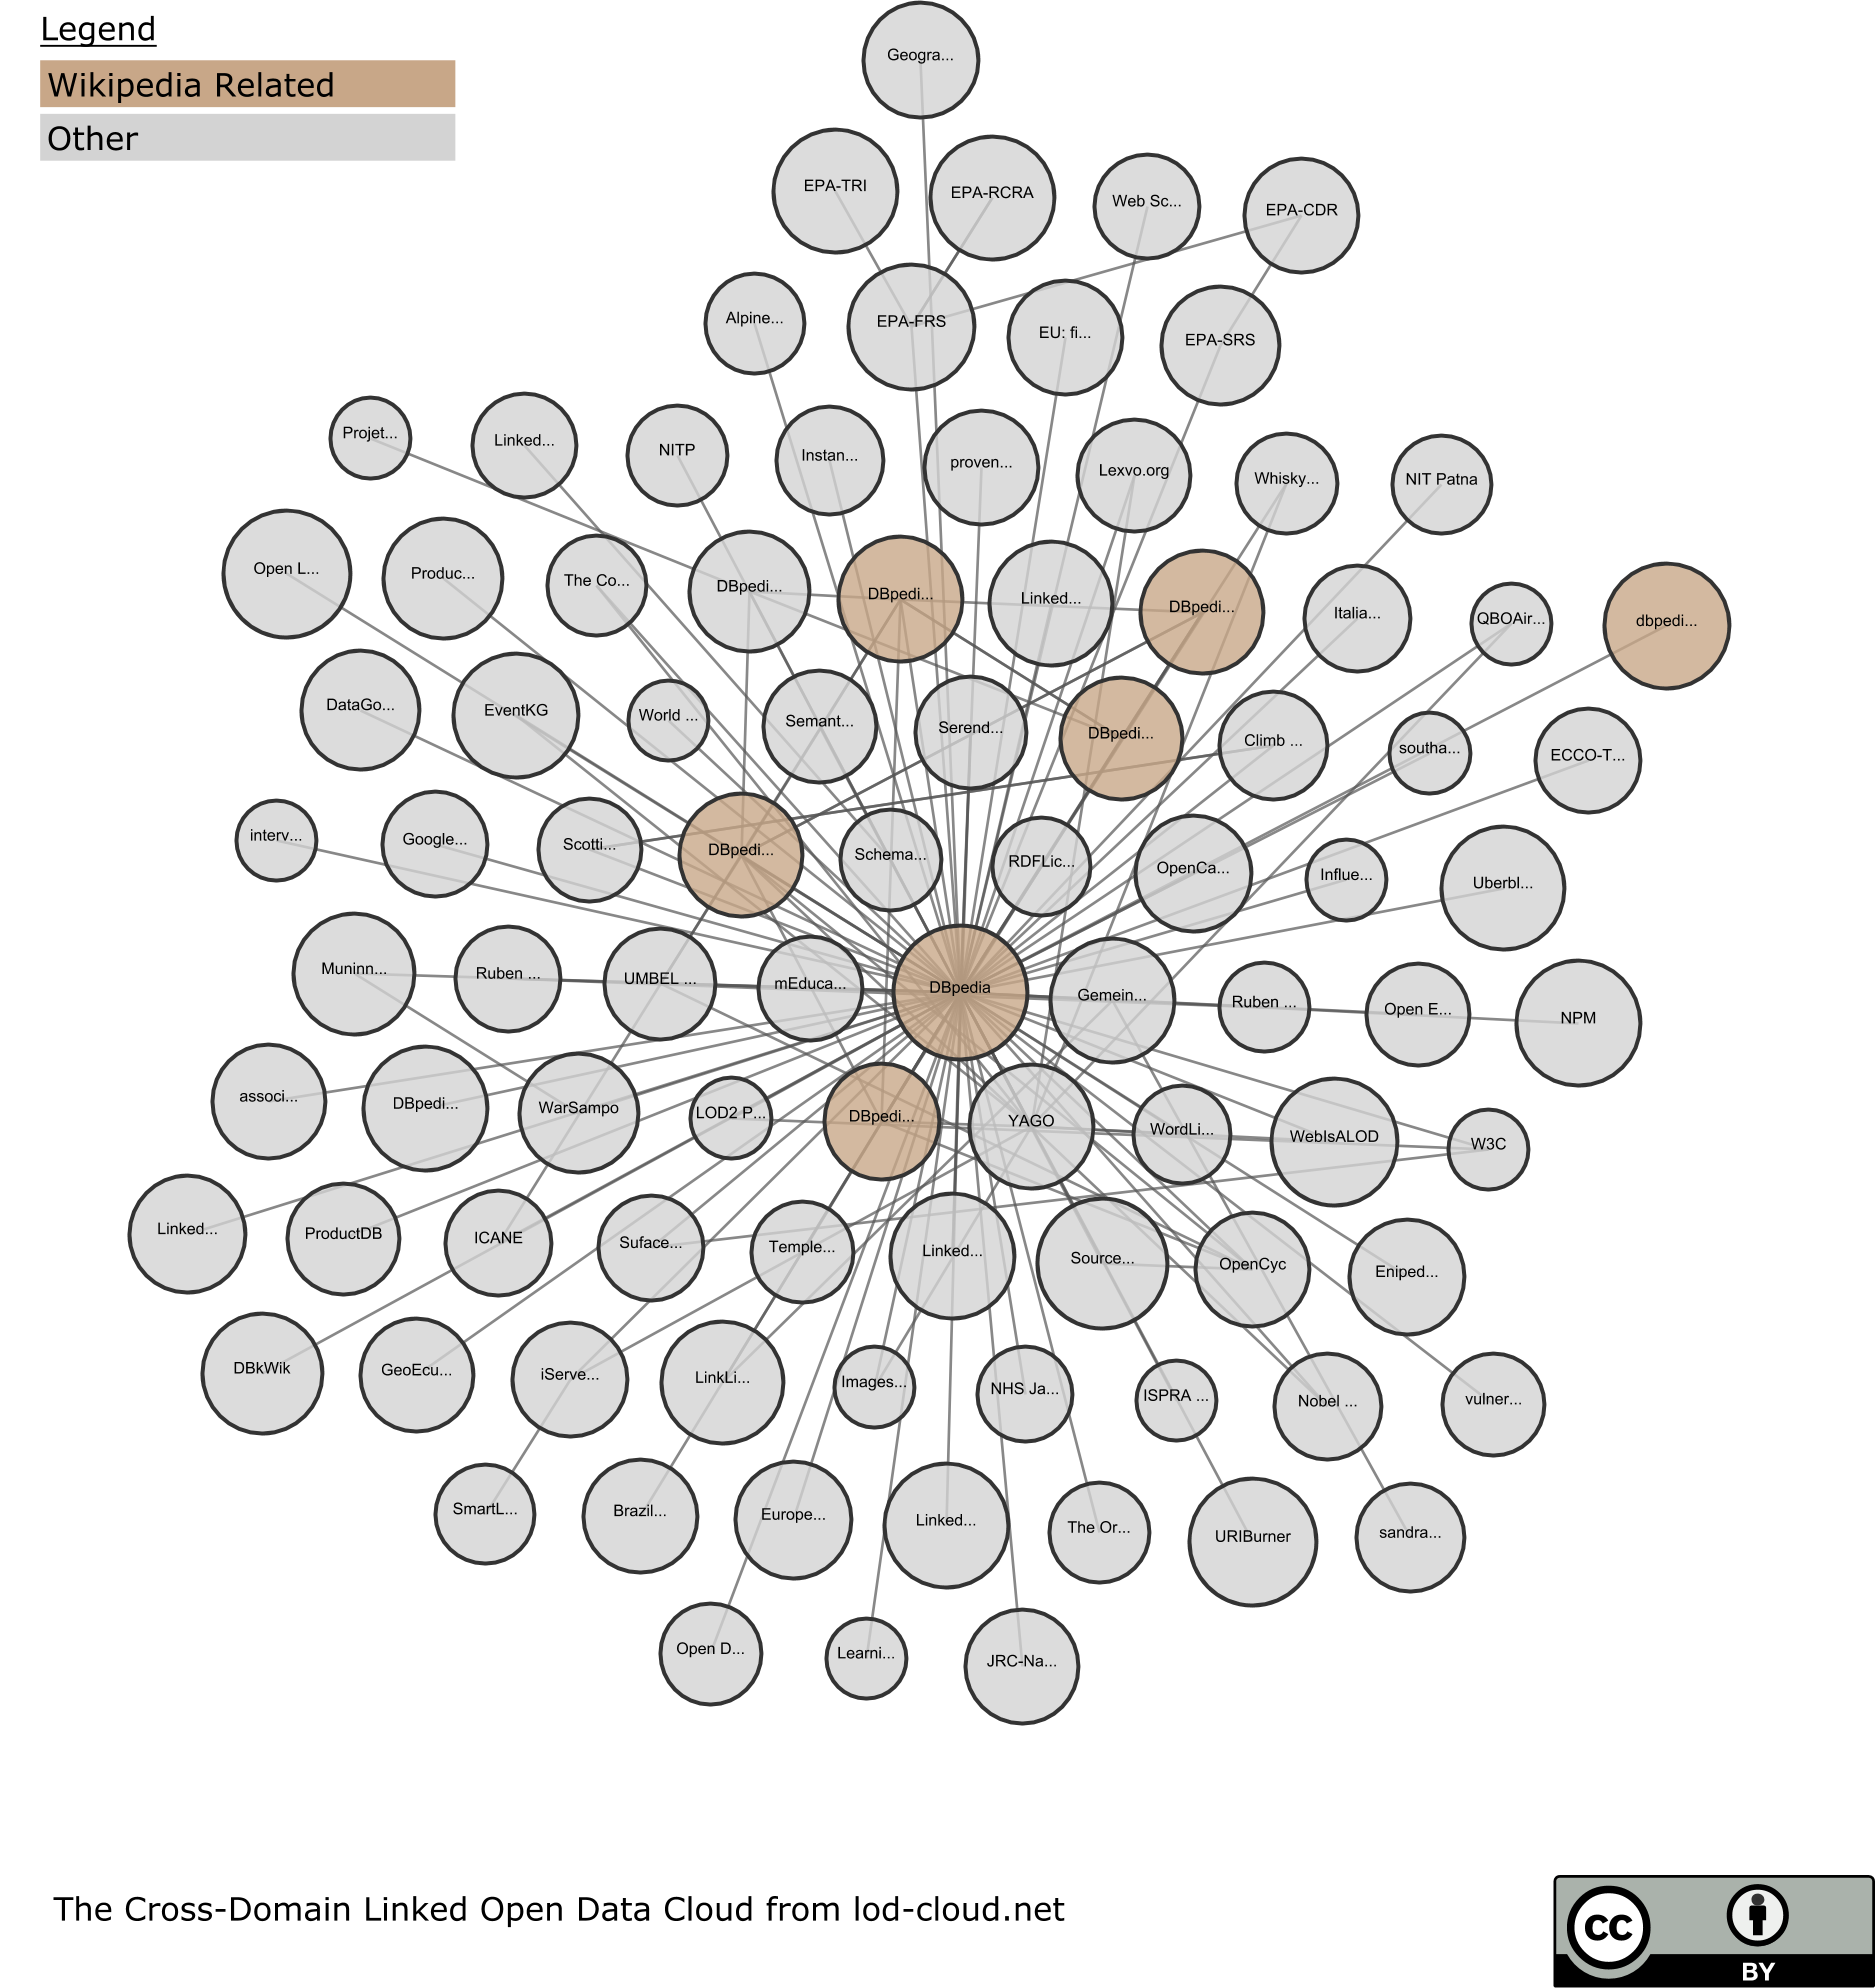 Legend
Wikipedia Related
Other
Geogra...
EPA-TRI
EPA-RCRA
Web Sc...
EPA-CDR
Alpine...
EPA-FRS
EU: fi...
EPA-SRS
Projet...
Linked...
NITP
Instan...
proven...
Lexvo.org
Whisky...
NIT Patna
Open L...
Produc...
The Co...
DBpedi...
DBpedi...
Linked...
DBpedi...
Italia...
QBOAir...
dbpedi...
DataGo...
EventKG
World ...
Semant...
Serend...
DBpedi...
Climb ...
southa...
ECCO-T...
interv...
Google...
Scotti...
DBpedi...
Schema...
RDFLic...
OpenCa...
Influe...
Uberbl...
Muninn...
Ruben ...
UMBEL ...
mEduca...
DBpedia
Gemein...
Ruben ...
Open E...
NPM
associ...
DBpedi...
WarSampo
LOD2 P...
DBpedi...
YAGO
WordLi...
WebIsALOD
W3C
Linked...
ProductDB
ICANE
Suface...
Temple...
Linked...
Source...
OpenCyc
Eniped...
DBkWik
GeoEcu...
iServe...
LinkLi...
Images...
NHS Ja...
ISPRA ...
Nobel ...
vulner...
SmartL...
Brazil...
Europe...
Linked...
The Or...
URIBurner
sandra...
Open D...
Learni...
JRC-Na...
The Cross-Domain Linked Open Data Cloud from lod-cloud.net
cc
BY